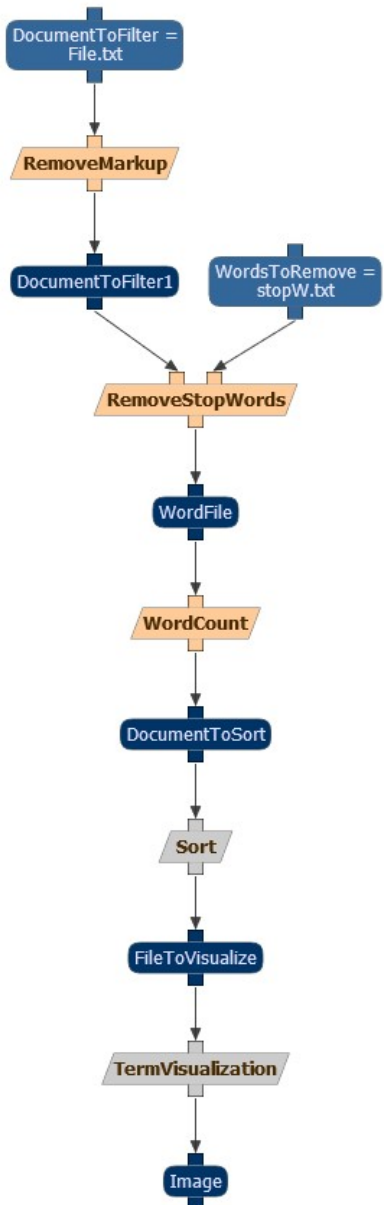 DocumentToFilter =
File.txt
RemoveMarkup
DocumentToFilter1
WordsToRemove =
stopW.txt
RemoveStopWords
WordFile
WordCount
DocumentToSort
Sort
FileToVisualize
TermVisualization
Image